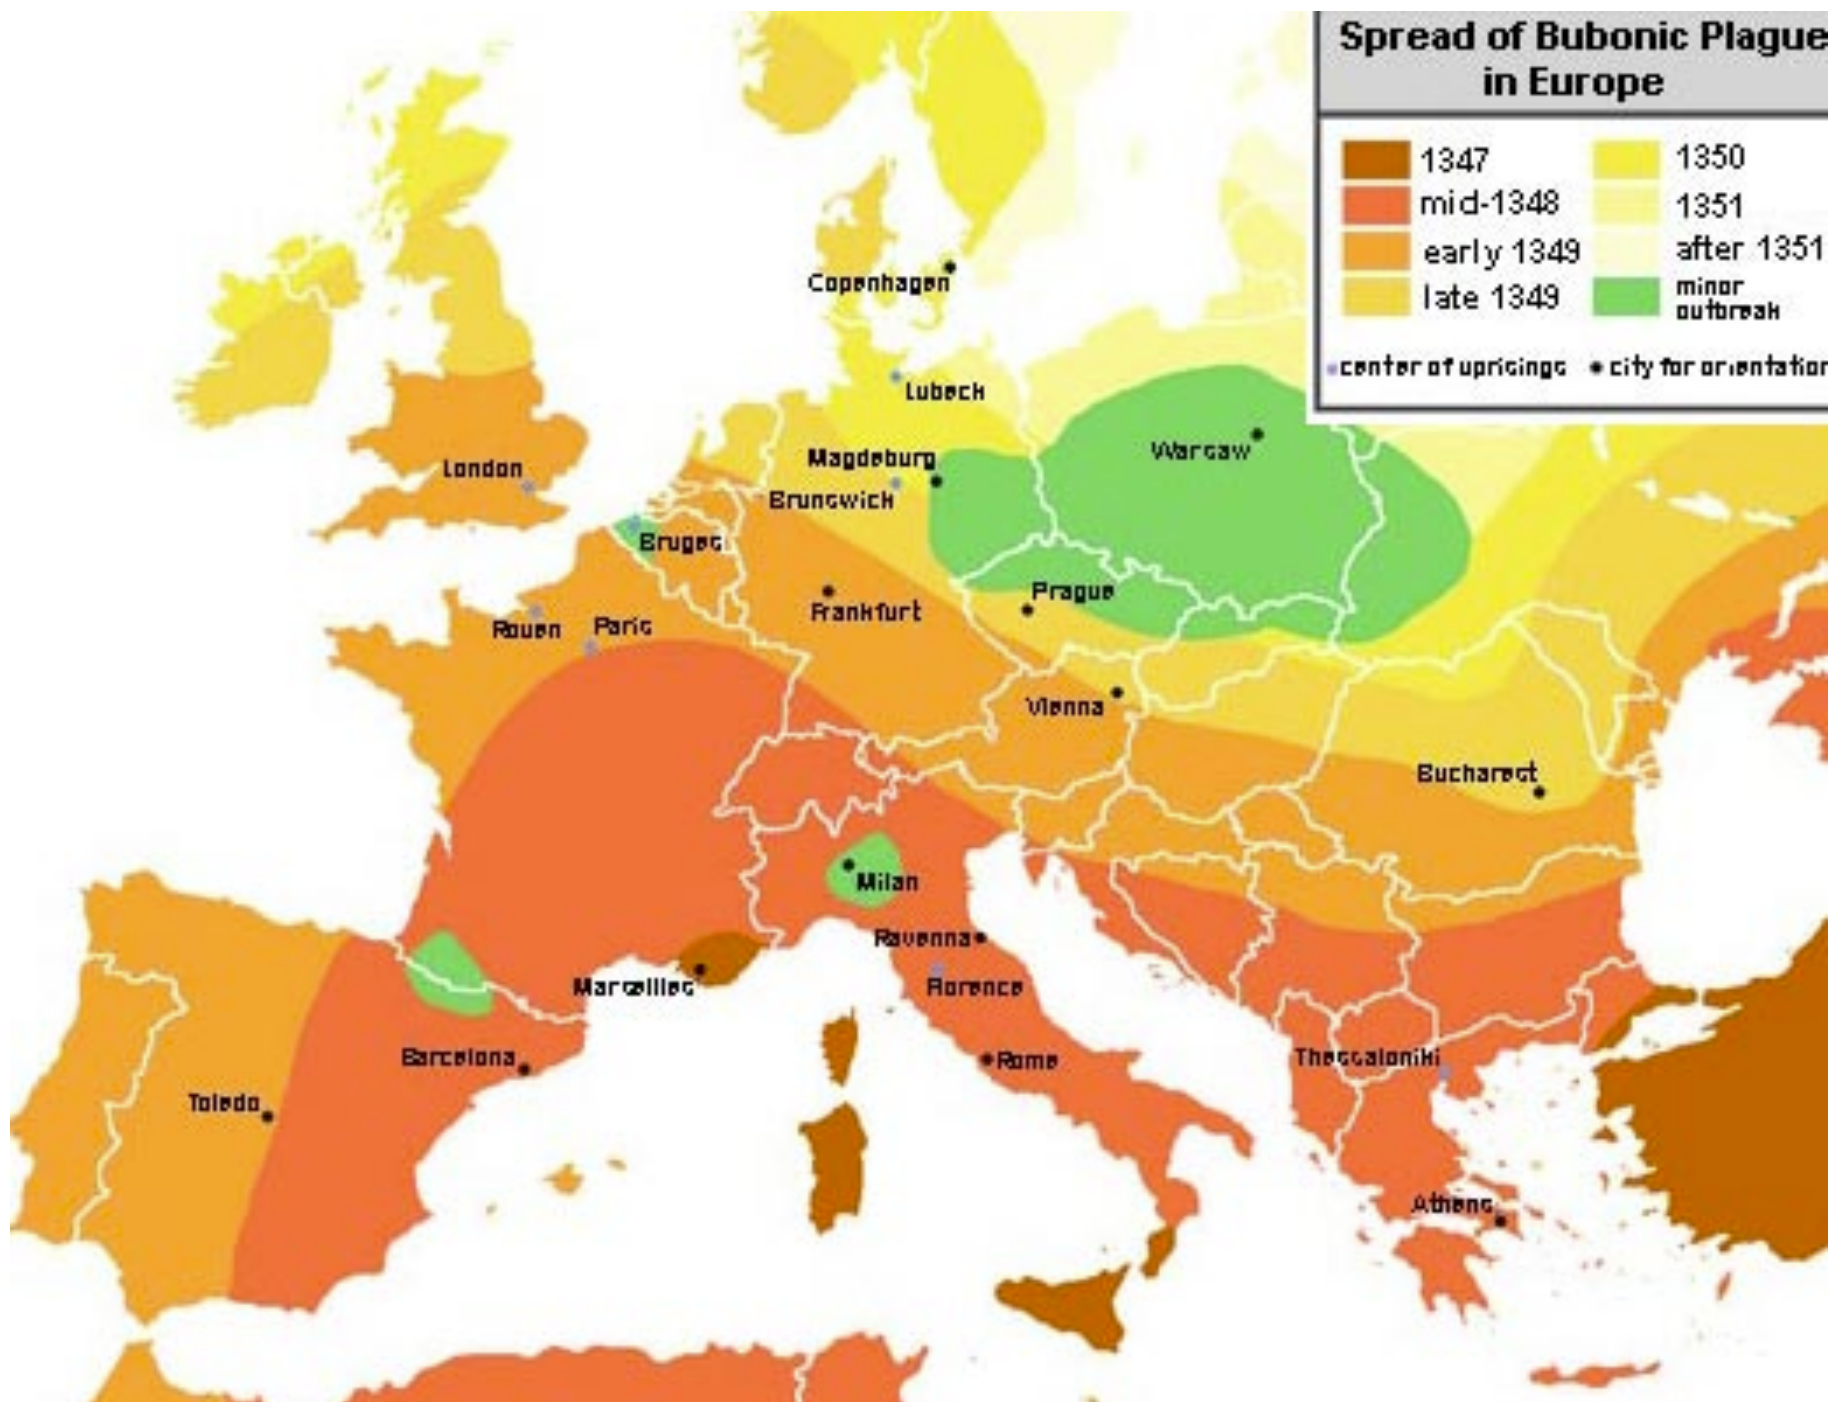 Spread of Bubonic Plague
in Europe
1347
mid-1348
early 1349
late 1349
1350
1351
after 1351
minor
outbreak
center of uprisings
city for orientation
Copenhagen
Lubeck
Magdeburg
Brunswick
Warsaw
London
Bruges
Prague
Frankfurt
Rouen
Paris
Vienna
Bucharest
Milan
Ravenna
Marseilles
Florence
Barcelona
Rome
Thessaloniki
Toledo
Athens